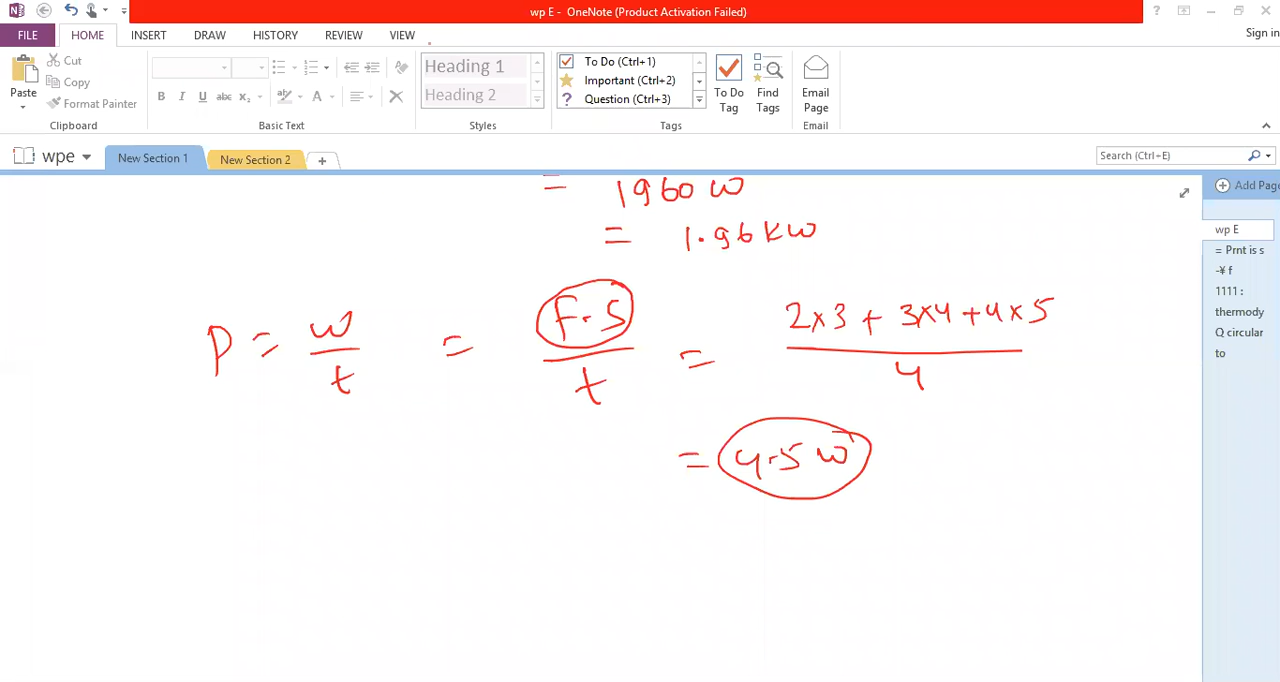 wp E - OneNote (Product Activation Failed)
?
FILE HOME INSERT DRAW HISTORY REVIEW VIEW Sign in
Paste
Cut
Copy
Format Painter
Clipboard
B I U abc x₂ aby A
Basic Text
Heading 1
Heading 2
Styles
To Do (Ctrl+1)
Important (Ctrl+2)
? Question (Ctrl+3)
To Do Tag
Find Tags
Tags
Email Page
Email
wpe New Section 1 New Section 2 +
Search (Ctrl+E)
Add Page
wp E
= Prnt is s
-¥ f
1111 :
thermody
Q circular
to
= 1960 W
= 1.96 kW
P = W/t = F·S/t = 2×3 + 3×4 + 4×5/4
= 4.5 W